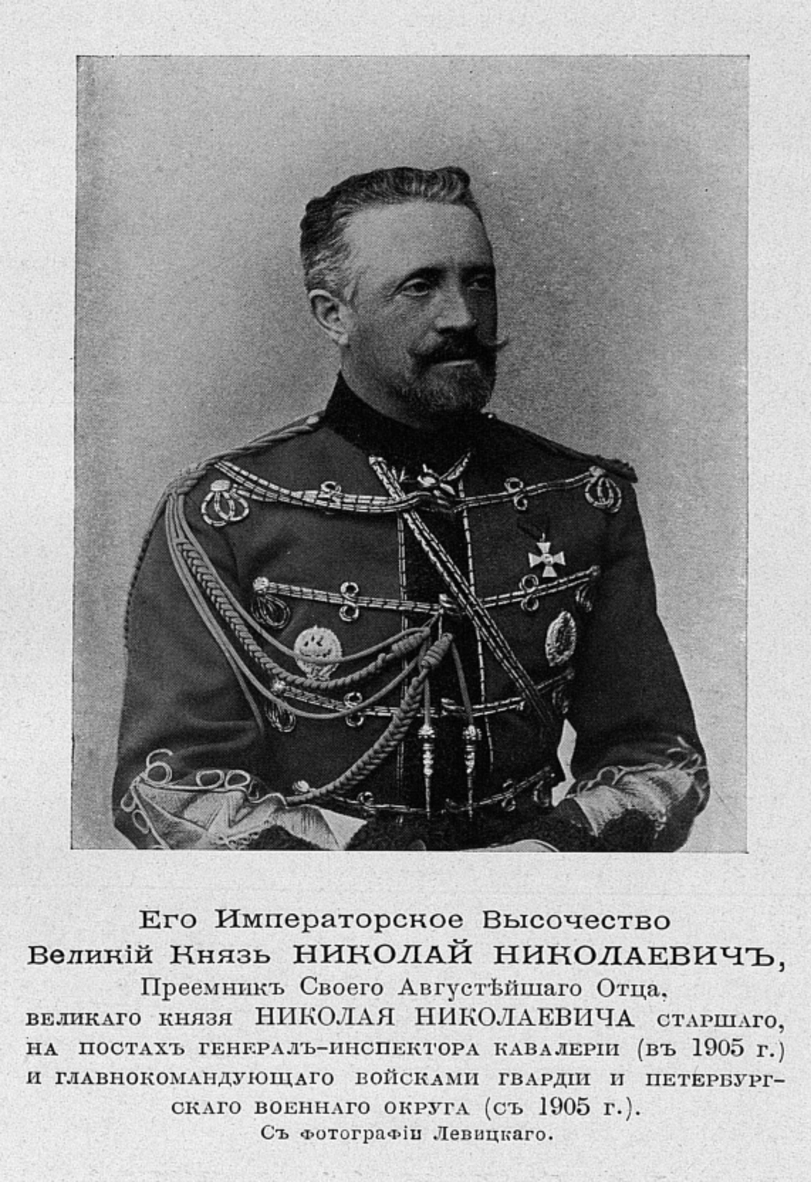 Его Императорское Высочество
Великій Князь НИКОЛАЙ НИКОЛАЕВИЧЪ,
Преемникъ Своего Августѣйшаго Отца,
ВЕЛИКАГО КНЯЗЯ НИКОЛАЯ НИКОЛАЕВИЧА СТАРШАГО,
НА ПОСТАХЪ ГЕНЕРАЛЪ-ИНСПЕКТОРА КАВАЛЕРІИ (ВЪ 1905 г.)
И ГЛАВНОКОМАНДУЮЩАГО ВОЙСКАМИ ГВАРДІИ И ПЕТЕРБУРГ-
СКАГО ВОЕННАГО ОКРУГА (СЪ 1905 г.).
Съ фотографіи Левицкаго.